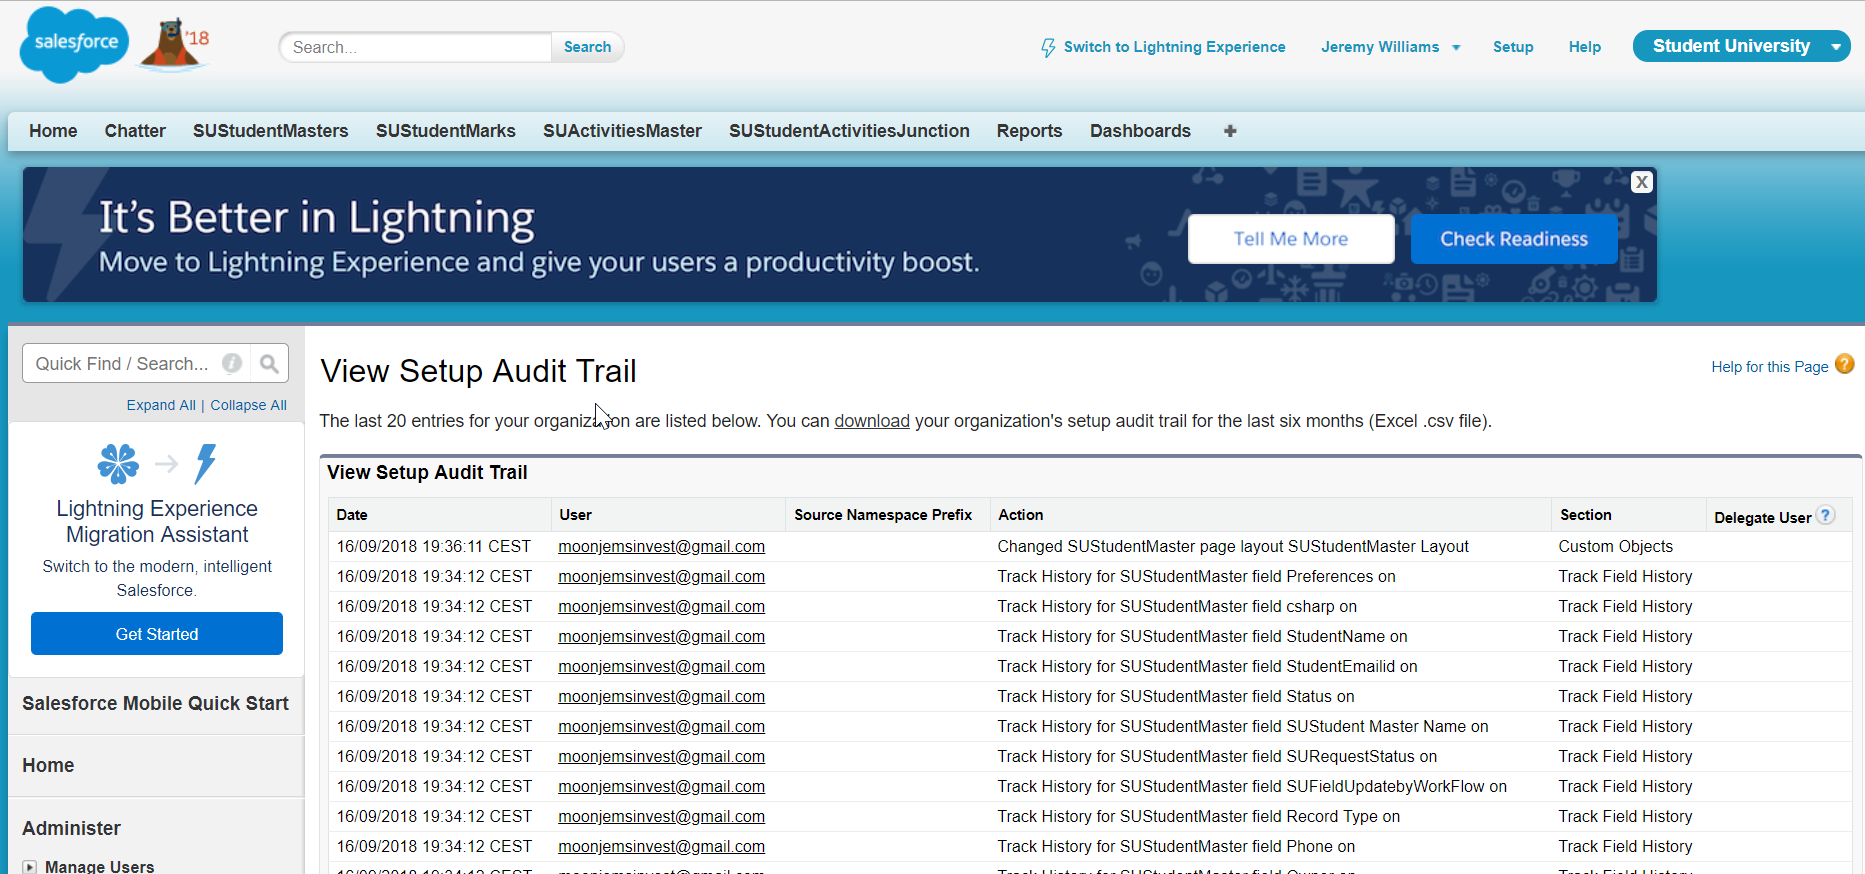 salesforce
'18
Search...
Search
Switch to Lightning Experience
Jeremy Williams
Setup
Help
Student University
Home
Chatter
SUStudentMasters
SUStudentMarks
SUActivitiesMaster
SUStudentActivitiesJunction
Reports
Dashboards
+
It's Better in Lightning
Move to Lightning Experience and give your users a productivity boost.
Tell Me More
Check Readiness
X
Quick Find / Search...
i
Expand All | Collapse All
Lightning Experience
Migration Assistant
Switch to the modern, intelligent
Salesforce.
Get Started
Salesforce Mobile Quick Start
Home
Administer
Manage Users
View Setup Audit Trail
Help for this Page ?
The last 20 entries for your organization are listed below. You can download your organization's setup audit trail for the last six months (Excel .csv file).
View Setup Audit Trail
Date User Source Namespace Prefix Action Section Delegate User ?
16/09/2018 19:36:11 CEST moonjemsinvest@gmail.com Changed SUStudentMaster page layout SUStudentMaster Layout Custom Objects
16/09/2018 19:34:12 CEST moonjemsinvest@gmail.com Track History for SUStudentMaster field Preferences on Track Field History
16/09/2018 19:34:12 CEST moonjemsinvest@gmail.com Track History for SUStudentMaster field csharp on Track Field History
16/09/2018 19:34:12 CEST moonjemsinvest@gmail.com Track History for SUStudentMaster field StudentName on Track Field History
16/09/2018 19:34:12 CEST moonjemsinvest@gmail.com Track History for SUStudentMaster field StudentEmailid on Track Field History
16/09/2018 19:34:12 CEST moonjemsinvest@gmail.com Track History for SUStudentMaster field Status on Track Field History
16/09/2018 19:34:12 CEST moonjemsinvest@gmail.com Track History for SUStudentMaster field SUStudent Master Name on Track Field History
16/09/2018 19:34:12 CEST moonjemsinvest@gmail.com Track History for SUStudentMaster field SURequestStatus on Track Field History
16/09/2018 19:34:12 CEST moonjemsinvest@gmail.com Track History for SUStudentMaster field SUFieldUpdatebyWorkFlow on Track Field History
16/09/2018 19:34:12 CEST moonjemsinvest@gmail.com Track History for SUStudentMaster field Record Type on Track Field History
16/09/2018 19:34:12 CEST moonjemsinvest@gmail.com Track History for SUStudentMaster field Phone on Track Field History